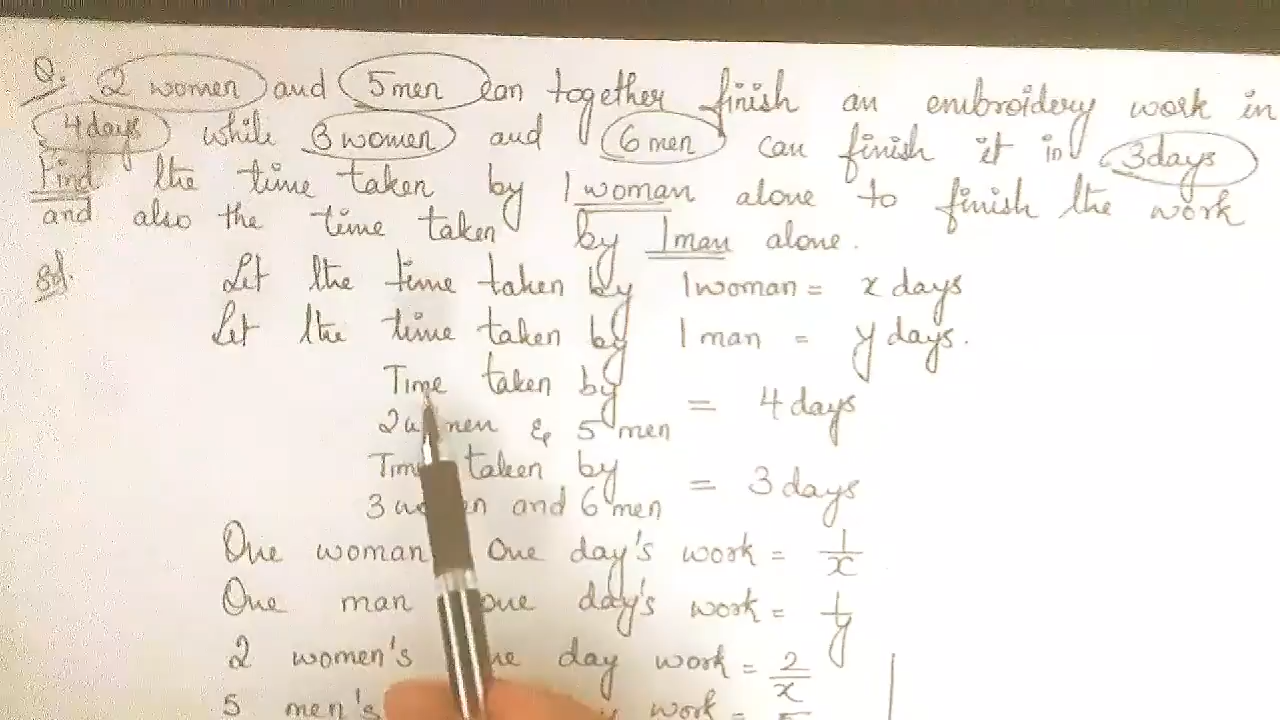 Q. 2 women and 5 men can together finish an embroidery work in
4 days while 3 women and 6 men can finish it in 3 days
Find the time taken by 1 woman alone to finish the work
and also the time taken by 1 man alone.
Sol. Let the time taken by 1 woman = x days
Let the time taken by 1 man = y days.
Time taken by
2 & 5 men = 4 days
taken by
3 and 6 men = 3 days
One woman One day's work = 1/x
One man one day's work = 1/y
2 women's day work = 2/x
5 men's work =